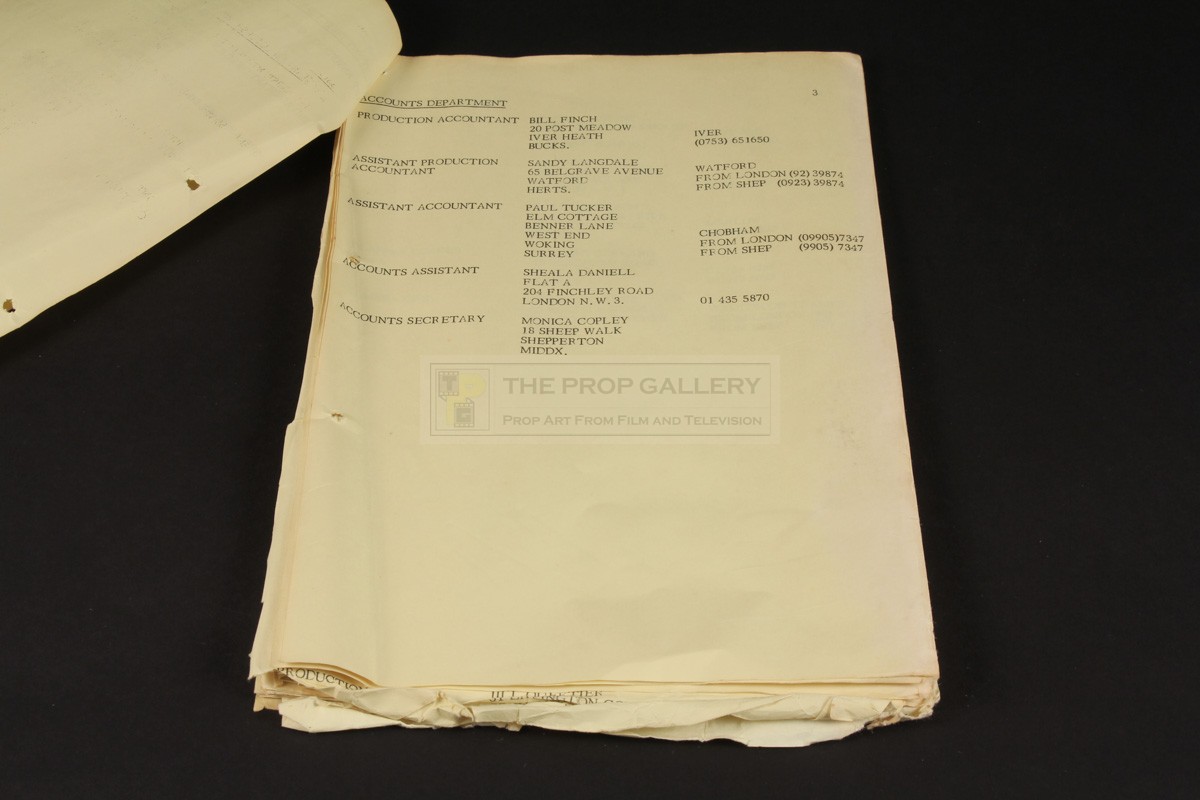 3
ACCOUNTS DEPARTMENT
PRODUCTION ACCOUNTANT BILL FINCH
20 POST MEADOW IVER
IVER HEATH (0753) 651650
BUCKS.
ASSISTANT PRODUCTION SANDY LANGDALE WATFORD
ACCOUNTANT 65 BELGRAVE AVENUE FROM LONDON (92) 39874
WATFORD FROM SHEP (0923) 39874
HERTS.
ASSISTANT ACCOUNTANT PAUL TUCKER
ELM COTTAGE
BENNER LANE CHOBHAM
WEST END FROM LONDON (09905)7347
WOKING FROM SHEP (9905) 7347
SURREY
ACCOUNTS ASSISTANT SHEALA DANIELL
FLAT A
204 FINCHLEY ROAD
LONDON N.W.3. 01 435 5870
ACCOUNTS SECRETARY MONICA COPLEY
18 SHEEP WALK
SHEPPERTON
MIDDX.
THE PROP GALLERY
PROP ART FROM FILM AND TELEVISION
PRODUCTION